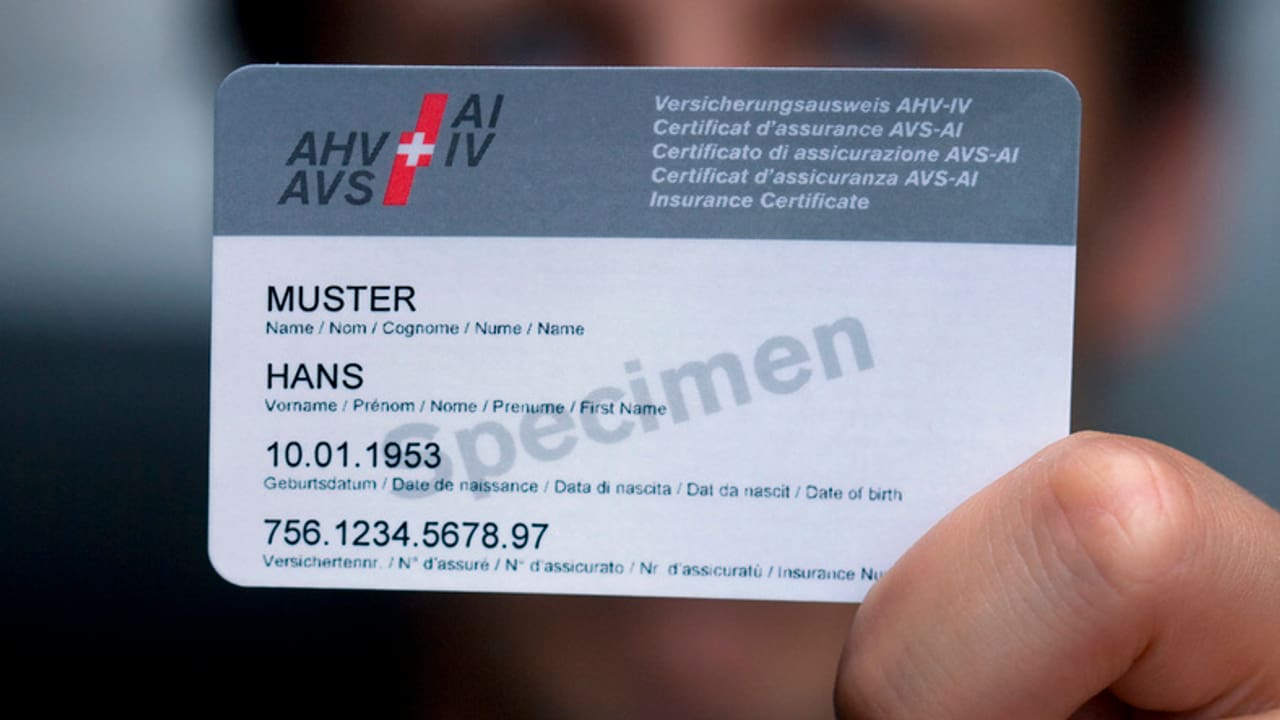 AHV AI
AVS IV
Versicherungsausweis AHV-IV
Certificat d'assurance AVS-AI
Certificato di assicurazione AVS-AI
Certificat d'assicuranza AVS-AI
Insurance Certificate
MUSTER
Name / Nom / Cognome / Nume / Name
HANS
Vorname / Prénom / Nome / Prenume / First Name
Specimen
10.01.1953
Geburtsdatum / Date de naissance / Data di nascita / Dat da nascit / Date of birth
756.1234.5678.97
Versichertennr. / N° d'assuré / N° d'assicurato / Nr d'assicuratù / Insurance